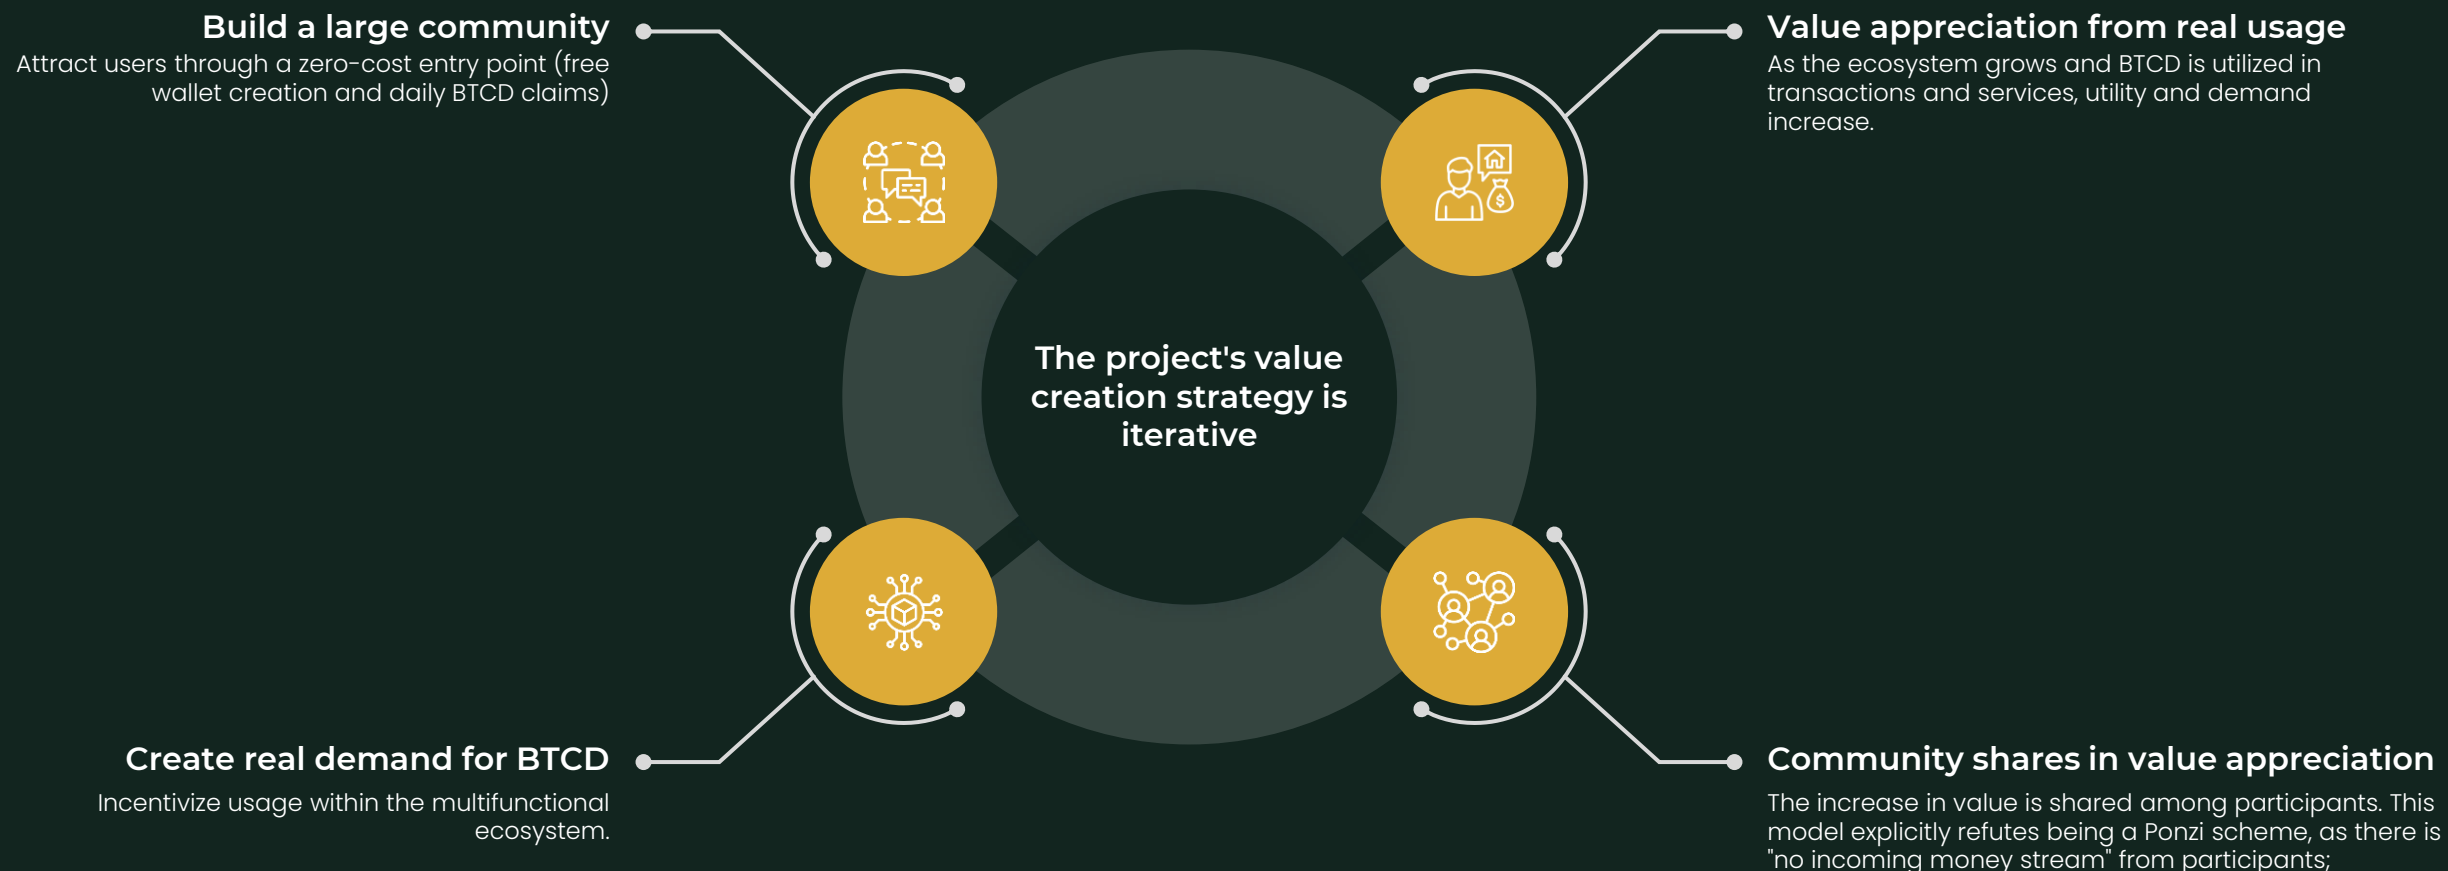 Build a large community
Attract users through a zero-cost entry point (free
wallet creation and daily BTCD claims)
Value appreciation from real usage
As the ecosystem grows and BTCD is utilized in
transactions and services, utility and demand
increase.
$
The project's value
creation strategy is
iterative
Create real demand for BTCD
Incentivize usage within the multifunctional
ecosystem.
Community shares in value appreciation
The increase in value is shared among participants. This
model explicitly refutes being a Ponzi scheme, as there is
"no incoming money stream" from participants;